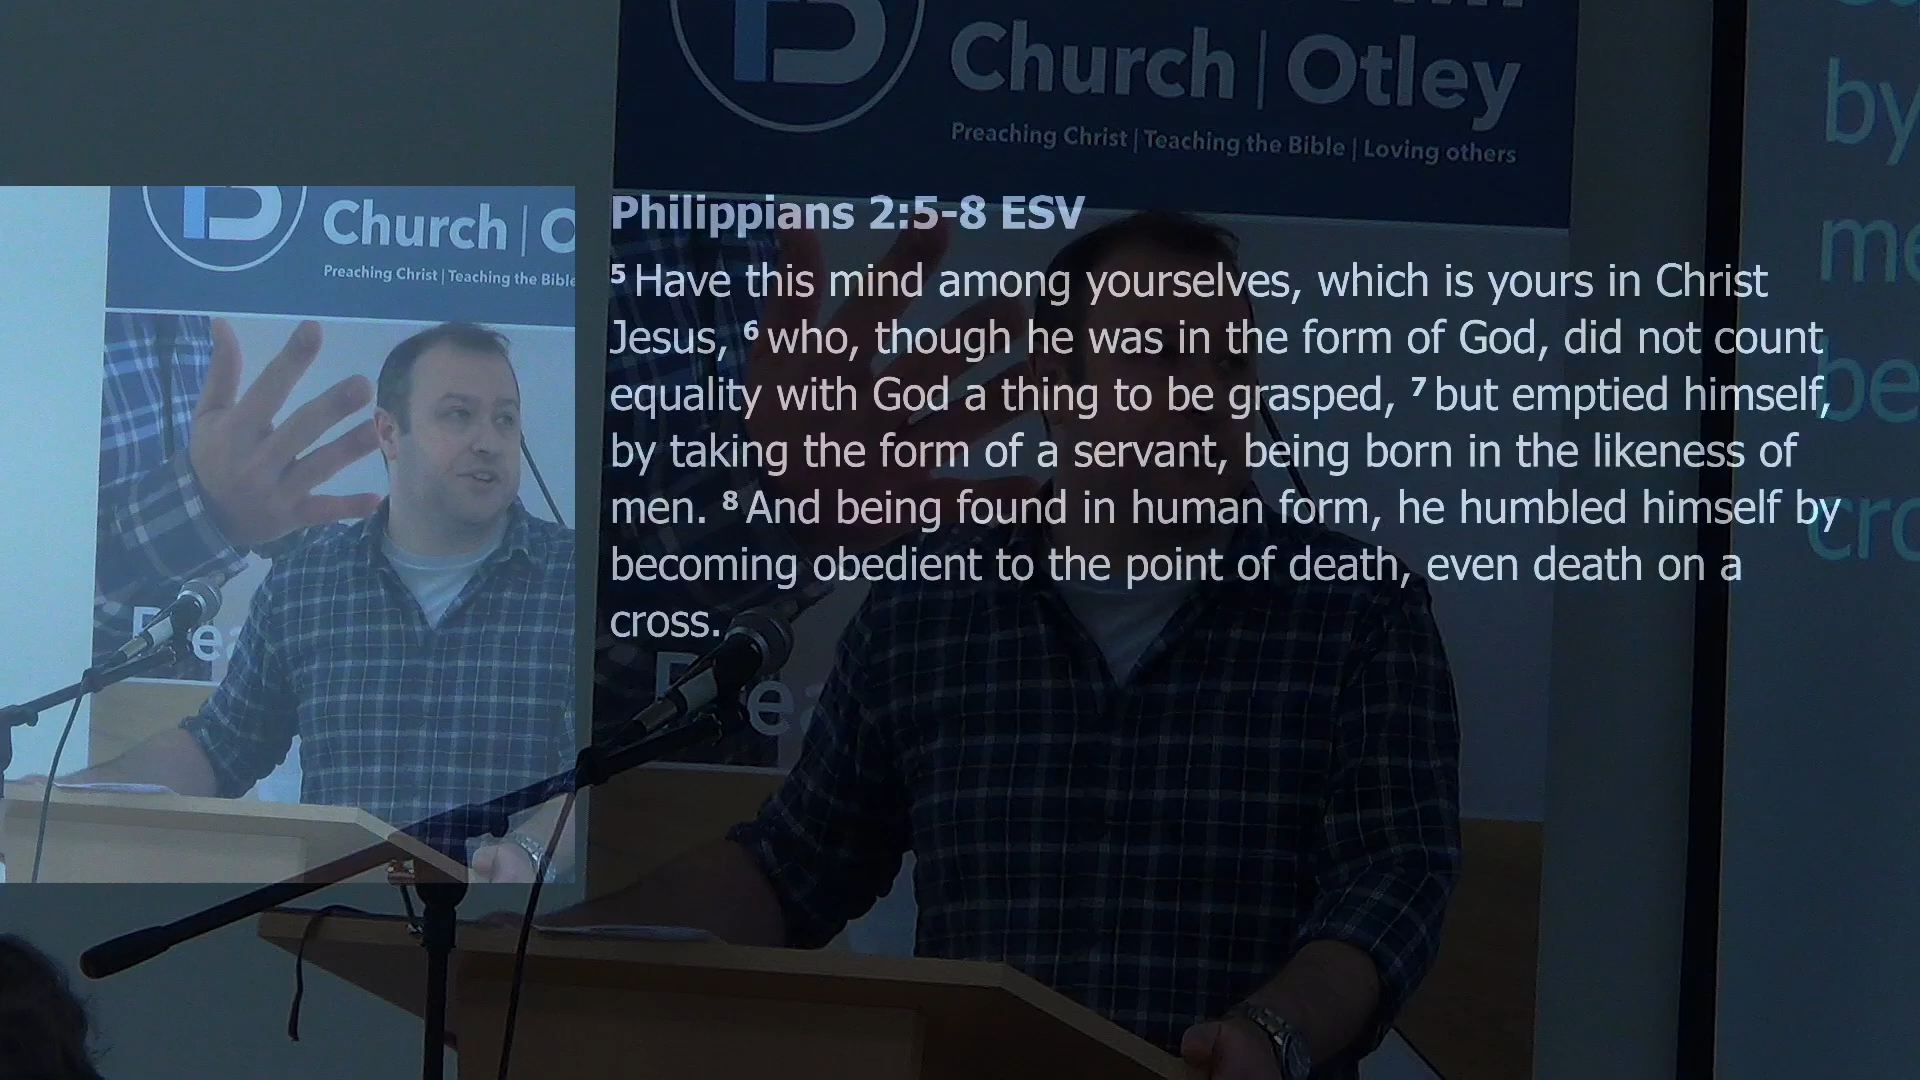 Church | Otley
Preaching Christ | Teaching the Bible | Loving others
by
Church
Preaching Christ | Teaching the Bible
Philippians 2:5-8 ESV
5 Have this mind among yourselves, which is yours in Christ
Jesus, 6 who, though he was in the form of God, did not count
equality with God a thing to be grasped, 7 but emptied himself,
by taking the form of a servant, being born in the likeness of
men. 8 And being found in human form, he humbled himself by
becoming obedient to the point of death, even death on a
cross.